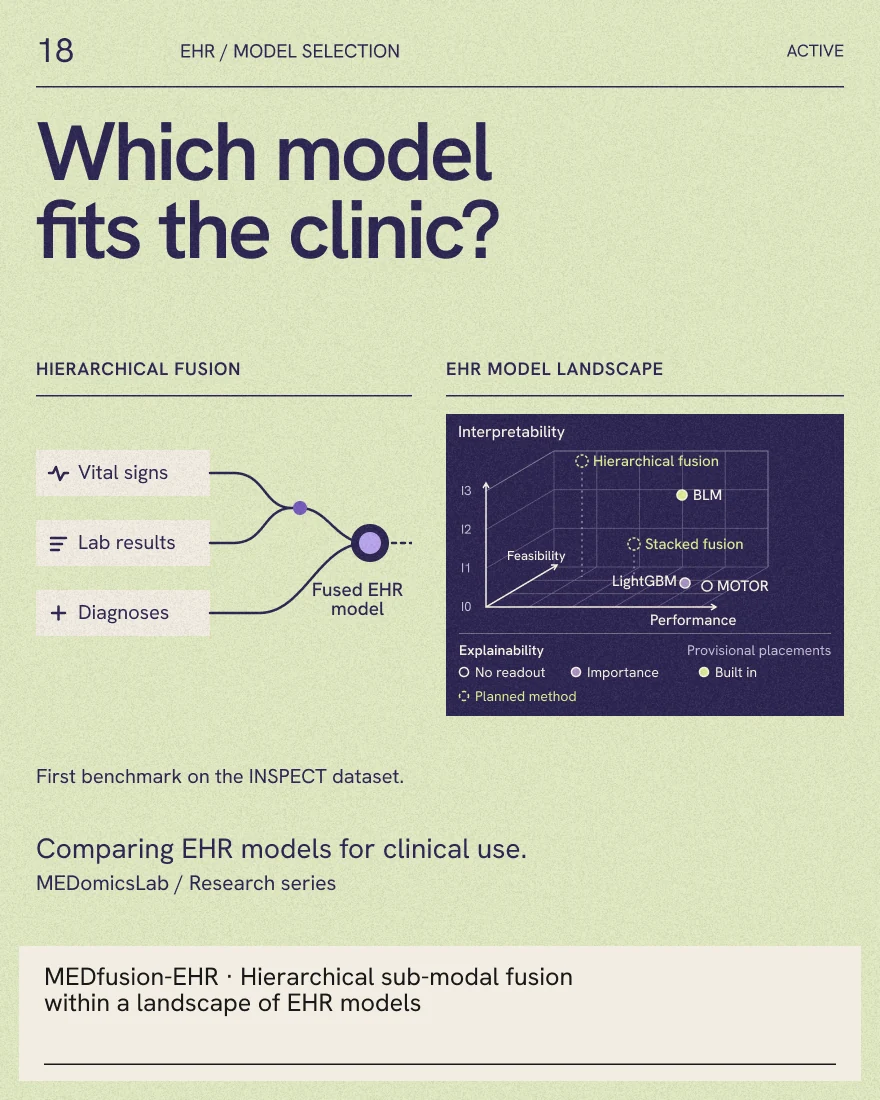 18
EHR / MODEL SELECTION
ACTIVE
Which model
fits the clinic?
HIERARCHICAL FUSION
Vital signs
Lab results
Diagnoses
Fused EHR
model
EHR MODEL LANDSCAPE
Interpretability
Hierarchical fusion
I3
BLM
I2
Stacked fusion
Feasibility
I1
LightGBM
MOTOR
I0
Performance
Explainability
Provisional placements
No readout
Importance
Built in
Planned method
First benchmark on the INSPECT dataset.
Comparing EHR models for clinical use.
MEDomicsLab / Research series
MEDfusion-EHR · Hierarchical sub-modal fusion
within a landscape of EHR models